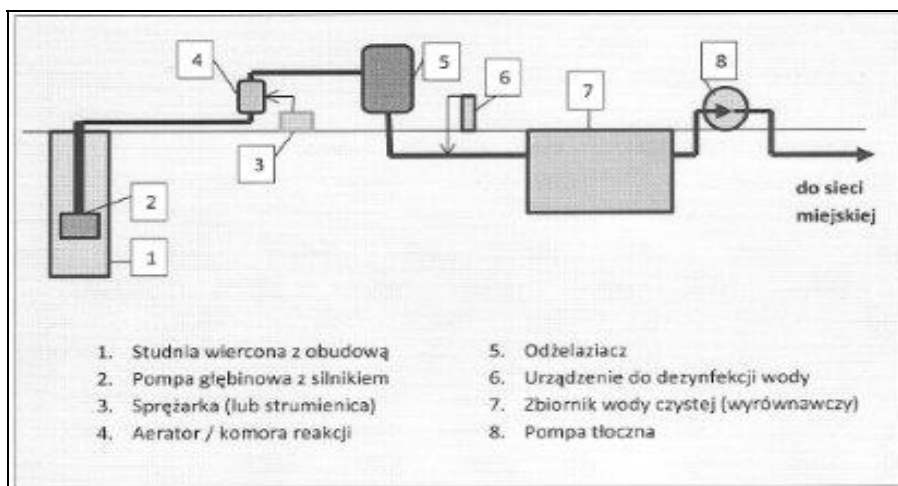 4
5
6
7
8
3
2
1
do sieci
miejskiej
1. Studnia wiercona z obudową
2. Pompa głębinowa z silnikiem
3. Sprężarka (lub strumienica)
4. Aerator / komora reakcji
5. Odżelaziacz
6. Urządzenie do dezynfekcji wody
7. Zbiornik wody czystej (wyrównawczy)
8. Pompa tłoczna